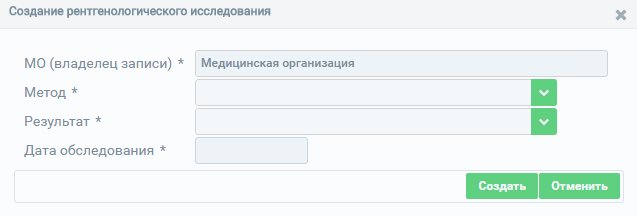 Создание рентгенологического исследования
МО (владелец записи) * Медицинская организация
Метод *
Результат *
Дата обследования *
Создать Отменить